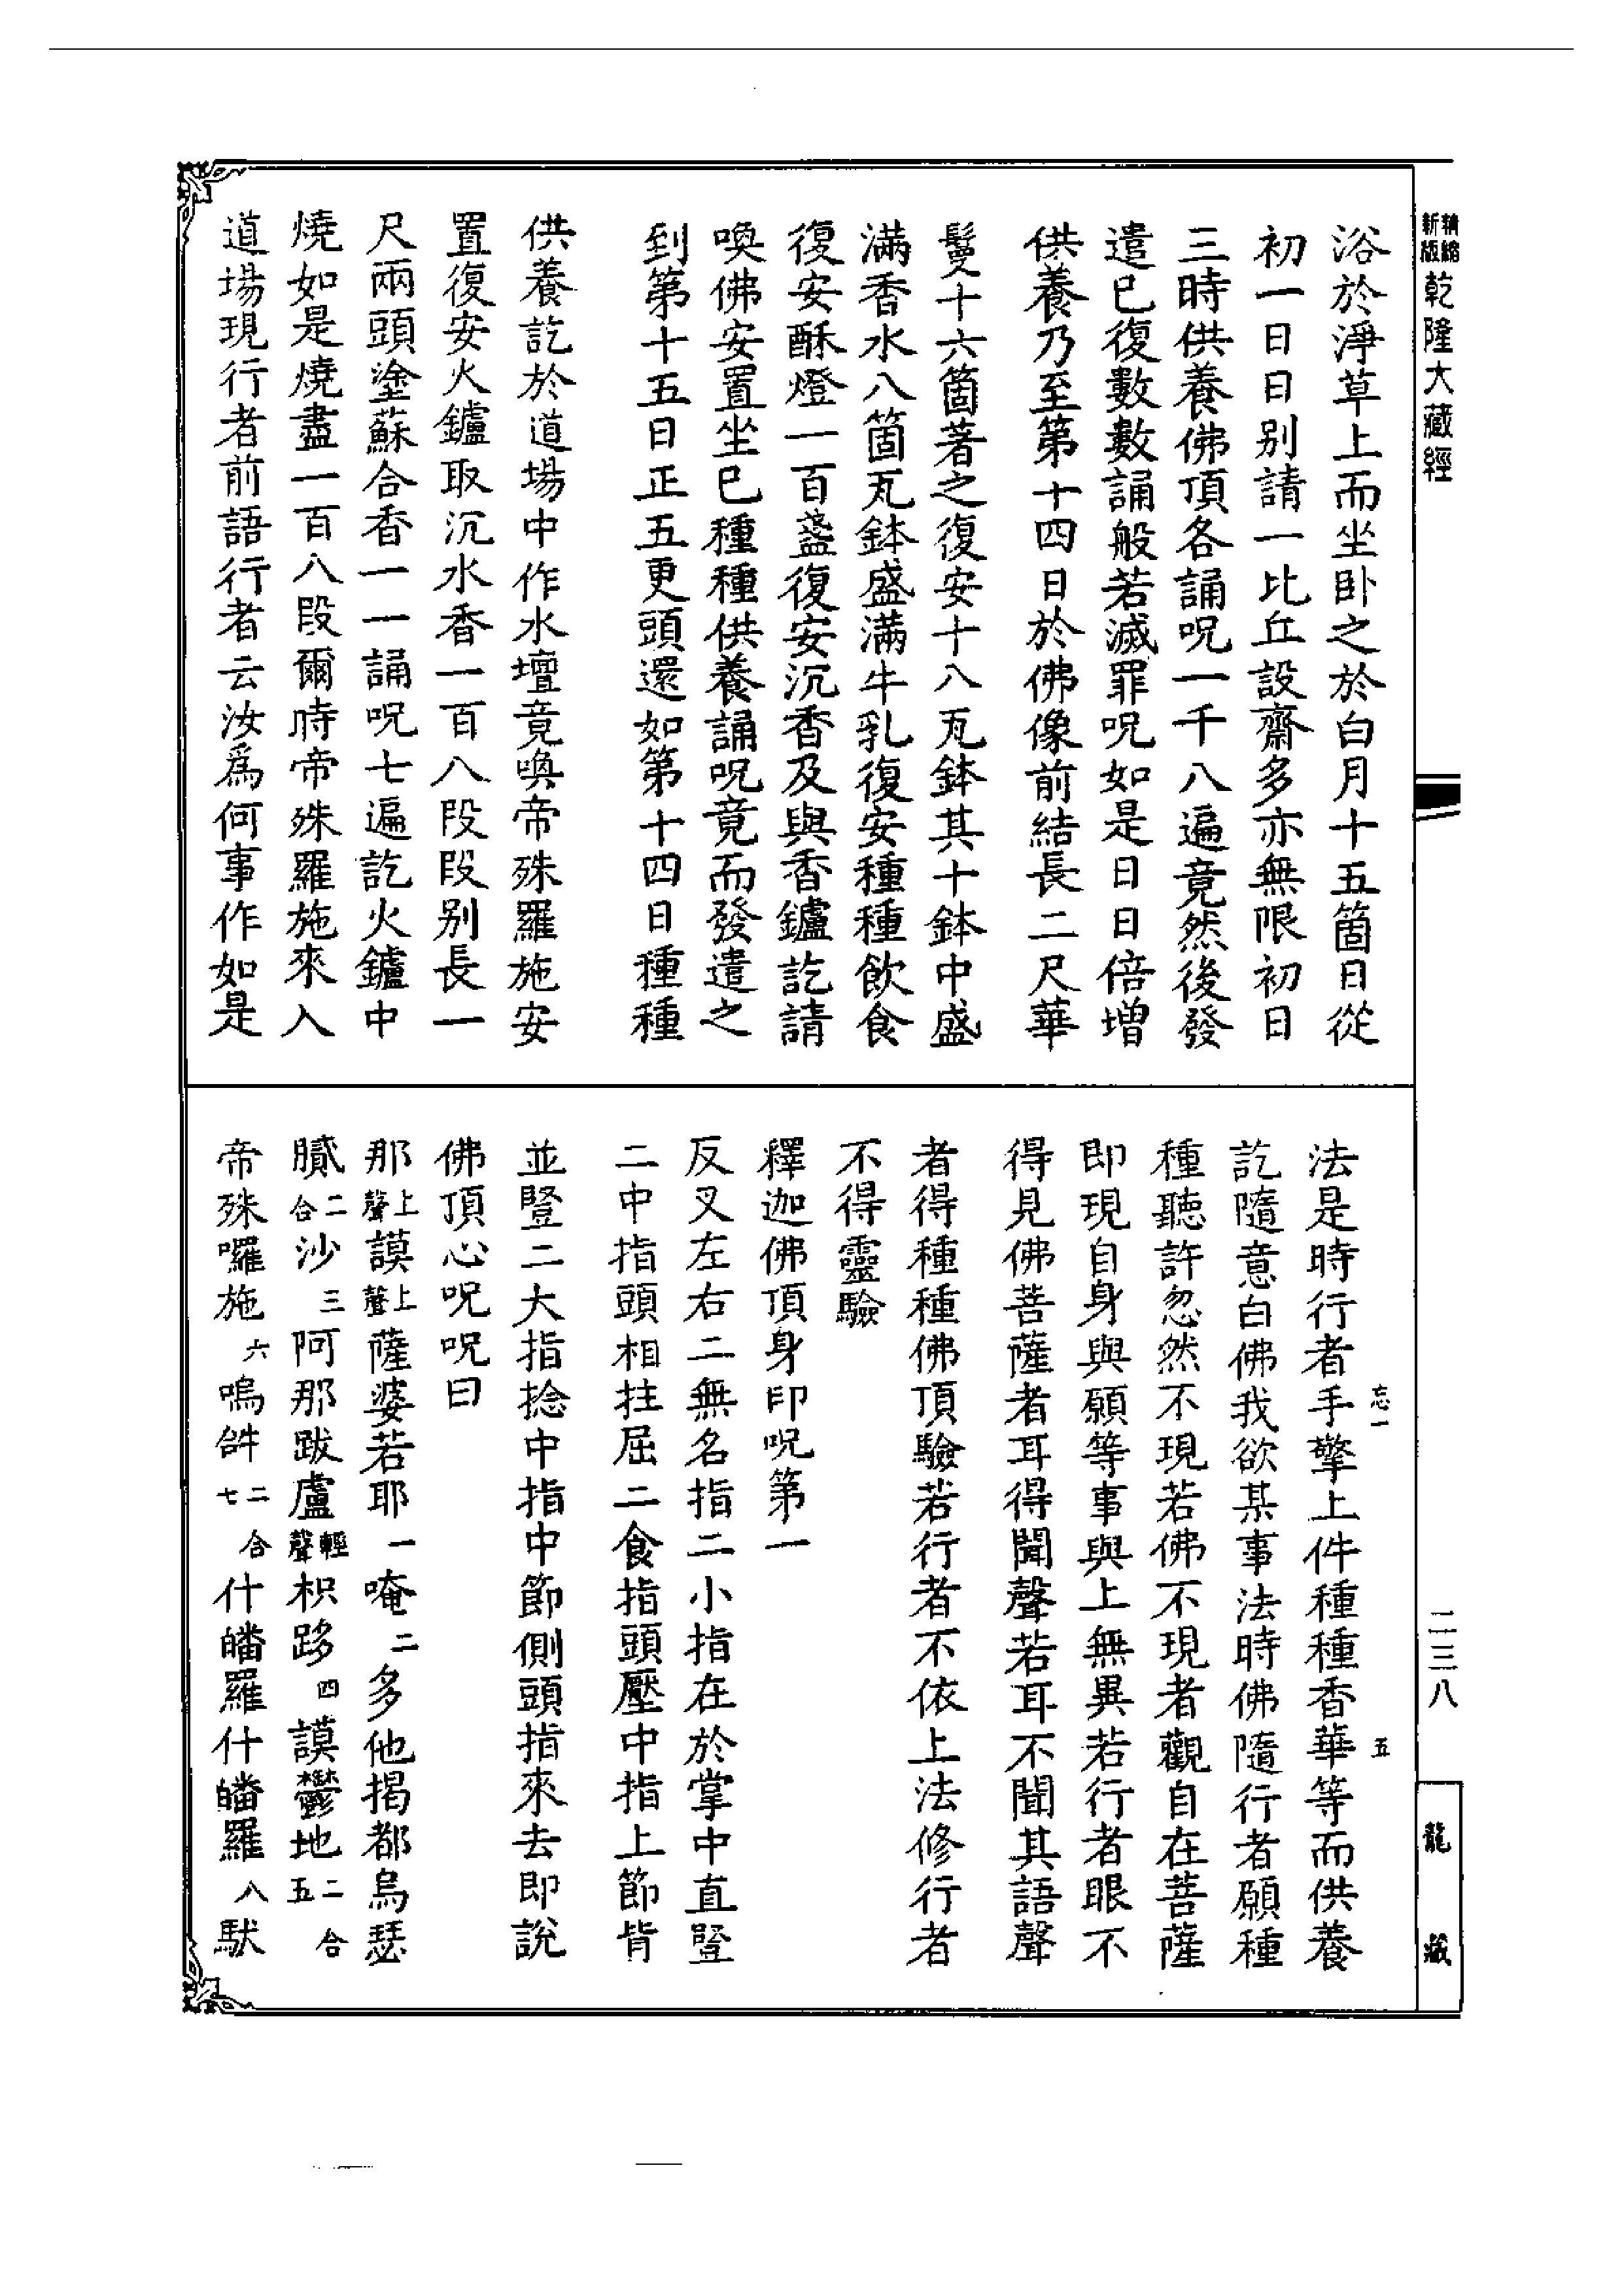 新版精縮乾隆大藏經
浴於淨草上而坐卧之於白月十五箇日從
初一日日别請一比丘設齋多亦無限初日
三時供養佛頂各誦呪一千八遍竟然後發
遣已復數數誦般若滅罪呪如是日日倍增
供養乃至第十四日於佛像前結長二尺華
鬘十六箇著之復安十八瓦鉢其十鉢中盛
滿香水八箇瓦鉢盛滿牛乳復安種種飲食
復安酥燈一百盞復安沉香及與香鑪訖請
喚佛安置坐已種種供養誦呪竟而發遣之
到第十五日正五更頭還如第十四日種種
供養訖於道場中作水壇竟喚帝殊羅施安
置復安火鑪取沉水香一百八段段别長一
尺兩頭塗蘇合香一一誦呪七遍訖火鑪中
燒如是燒盡一百八段爾時帝殊羅施來入
道場現行者前語行者云汝爲何事作如是
法是時行者手擎上件種種香華等而供養
訖隨意白佛我欲某事法時佛隨行者願種
種聽許忽然不現若佛不現者觀自在菩薩
即現自身與願等事與上無異若行者眼不
得見佛菩薩者耳得聞聲若耳不聞其語聲
者得種種佛頂驗若行者不依上法修行者
不得靈驗
釋迦佛頂身印呪第一
反叉左右二無名指二小指在於掌中直豎
二中指頭相拄屈二食指頭壓中指上節背
並豎二大指捻中指中節側頭指來去即說
佛頂心呪呪曰
那上聲謨上聲薩婆若耶一唵二多他揭都烏瑟
膩二合沙三阿那跋盧輕聲枳跢四謨鬱地二合五
帝殊囉施六嗚𤙖二合七什皤羅什皤羅八馱
忘一 五
二三八
龍藏